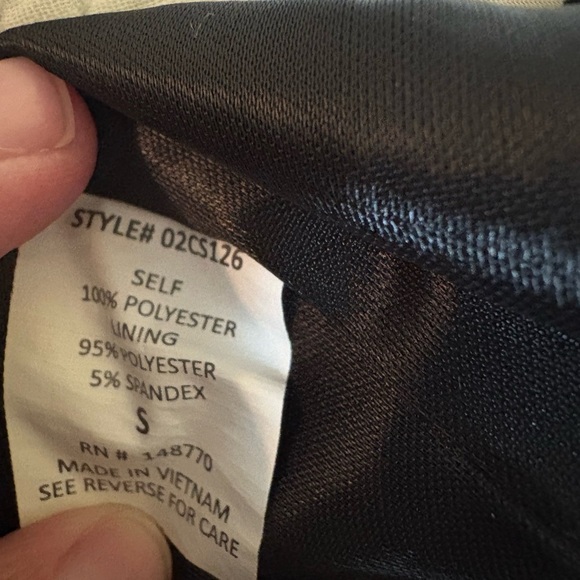 STYLE# 02CS126
SELF
100% POLYESTER
LINING
95% POLYESTER
5% SPANDEX
S
RN # 148770
MADE IN VIETNAM
SEE REVERSE FOR CARE